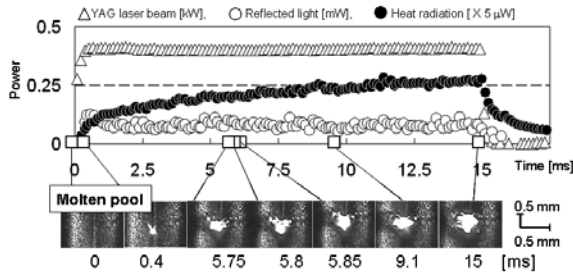 △ YAG laser beam [kW], ○ Reflected light [mW] ● Heat radiation [ X 5 μW]
0.5
Power
0.25
0
0 2.5 5 7.5 10 12.5 15 Time [ms]
Molten pool
0.5 mm
0.5 mm
0 0.4 5.75 5.8 5.85 9.1 15 [ms]